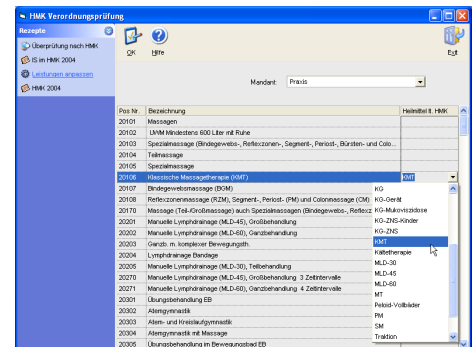 HMK Verordnungsprüfung
Rezepte
Überprüfung nach HMK
IS im HMK 2004
Leistungen anpassen
HMK 2004
OK
Hilfe
Exit
Mandant:
Praxis
Pos Nr.
Bezeichnung
Heilmittel lt. HMK
20101 Massagen
20102 UWM Mindestens 600 Liter mit Ruhe
20103 Spezialmassage (Bindegewebs-, Reflexzonen-, Segment-, Periost-, Bürsten- und Colo...
20104 Teilmassage
20105 Spezialmassage
20106 Klassische Massagetherapie (KMT) KMT
20107 Bindegewebsmassage (BGM)
20108 Reflexzonenmassage (RZM), Segment-, Periost- (PM) und Colonmassage (CM)
20170 Massage (Teil-/Großmassage) auch Spezialmassagen (Bindegewebs-, Reflexz
20201 Manuelle Lymphdrainage (MLD-45), Großbehandlung
20202 Manuelle Lymphdrainage (MLD-60), Ganzbehandlung
20203 Ganzb. m. komplexer Bewegungsth.
20204 Lymphdrainage Bandage
20205 Manuelle Lymphdrainage (MLD-30), Teilbehandlung
20270 Manuelle Lymphdrainage (MLD-45), Großbehandlung 3 Zeitintervalle
20271 Manuelle Lymphdrainage (MLD-60), Ganzbehandlung 4 Zeitintervalle
20301 Übungsbehandlung EB
20302 Atemgymnastik
20303 Atem- und Kreislaufgymnastik
20304 Atemgymnastik mit Massage
20305 Übungsbehandlung im Bewegungsbad EB
KG
KG-Gerät
KG-Mukoviszidose
KG-ZNS-Kinder
KG-ZNS
KMT
Kältetherapie
MLD-30
MLD-45
MLD-60
MT
Peloid-Vollbäder
PM
SM
Traktion